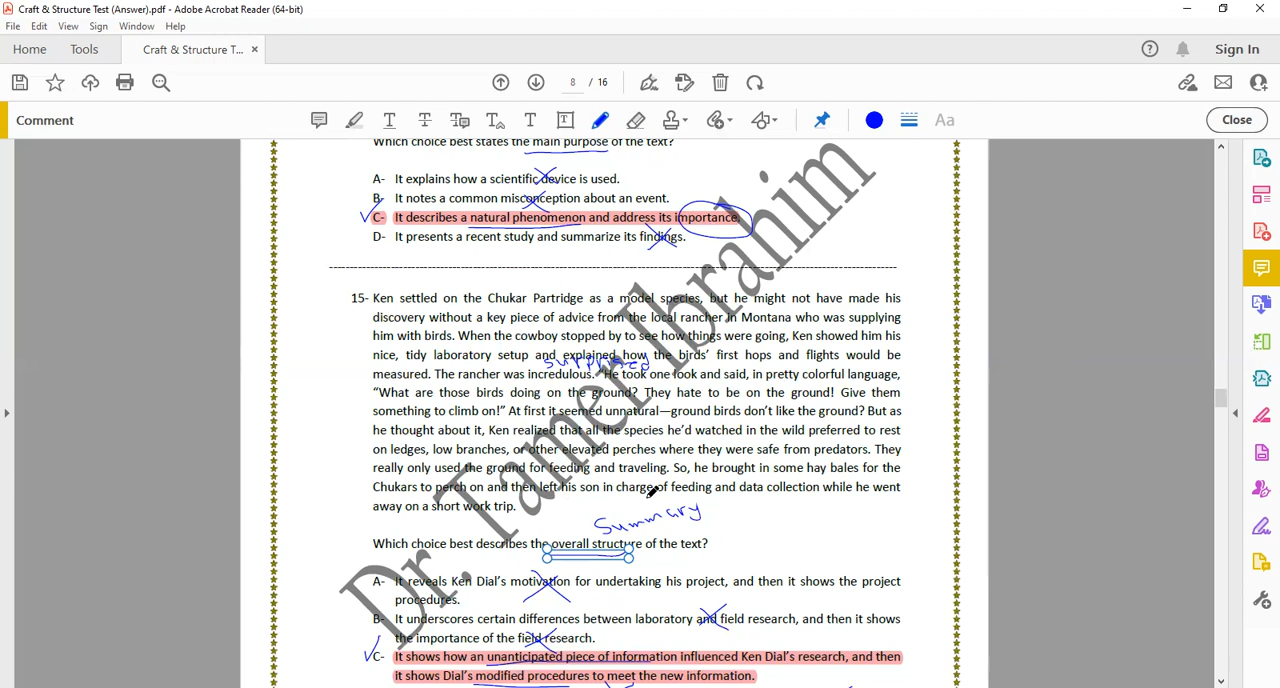 Craft & Structure Test (Answer).pdf - Adobe Acrobat Reader (64-bit)
File Edit View Sign Window Help
Home Tools Craft & Structure T... × Sign In
8 / 16
Comment Aa Close
Which choice best states the main purpose of the text?
A- It explains how a scientific device is used.
B- It notes a common misconception about an event.
C- It describes a natural phenomenon and address its importance.
D- It presents a recent study and summarize its findings.
15- Ken settled on the Chukar Partridge as a model species, but he might not have made his
discovery without a key piece of advice from the local rancher in Montana who was supplying
him with birds. When the cowboy stopped by to see how things were going, Ken showed him his
nice, tidy laboratory setup and explained how the birds' first hops and flights would be
surprised
measured. The rancher was incredulous. "He took one look and said, in pretty colorful language,
"What are those birds doing on the ground? They hate to be on the ground! Give them
something to climb on!" At first it seemed unnatural—ground birds don't like the ground? But as
he thought about it, Ken realized that all the species he'd watched in the wild preferred to rest
on ledges, low branches, or other elevated perches where they were safe from predators. They
really only used the ground for feeding and traveling. So, he brought in some hay bales for the
Chukars to perch on and then left his son in charge of feeding and data collection while he went
away on a short work trip.
Summary
Which choice best describes the overall structure of the text?
A- It reveals Ken Dial's motivation for undertaking his project, and then it shows the project
procedures.
B- It underscores certain differences between laboratory and field research, and then it shows
the importance of the field research.
C- It shows how an unanticipated piece of information influenced Ken Dial's research, and then
it shows Dial's modified procedures to meet the new information.
Dr. Tamer Ibrahim